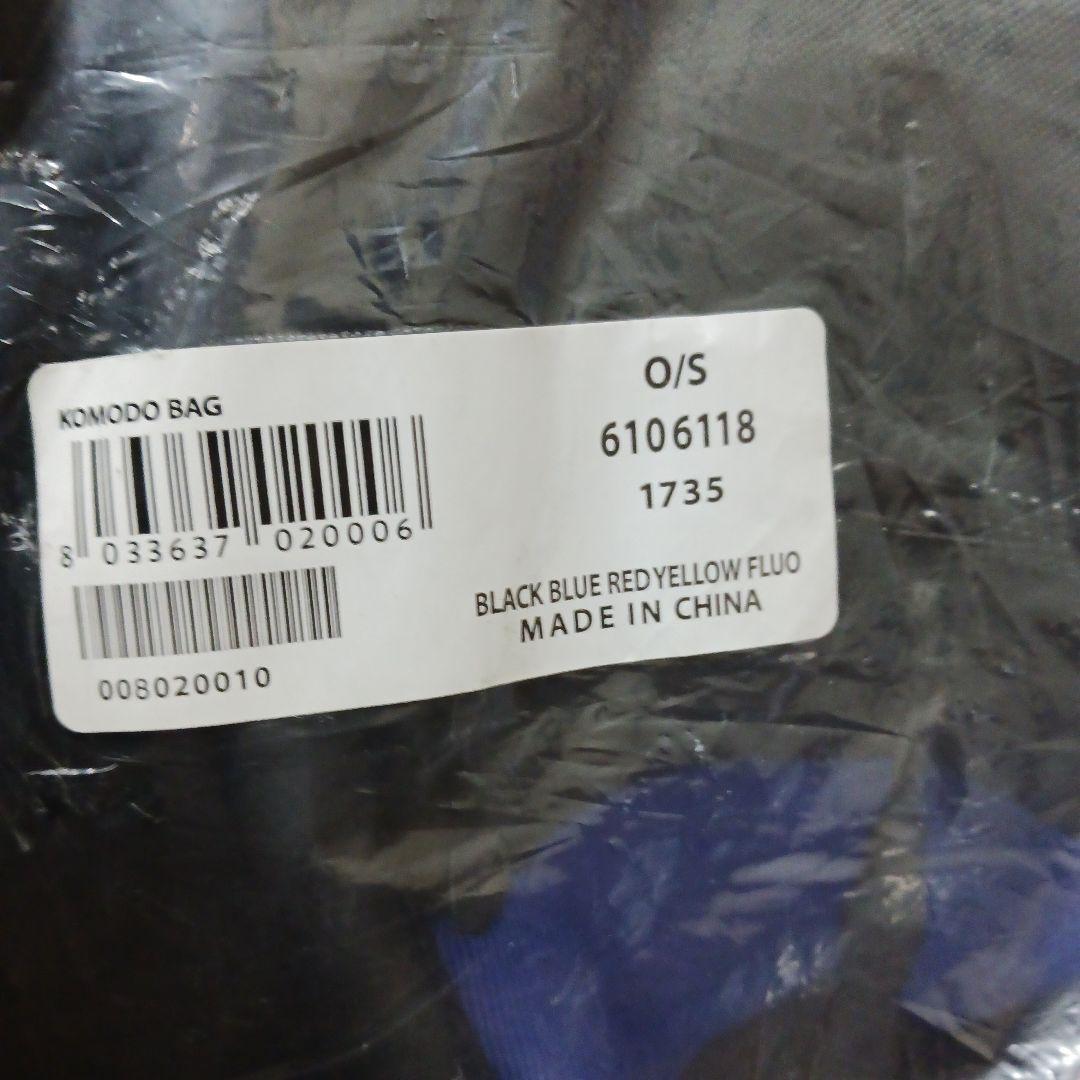 KOMODO BAG
8 033637 020006
008020010
O/S
6106118
1735
BLACK BLUE RED YELLOW FLUO
MADE IN CHINA